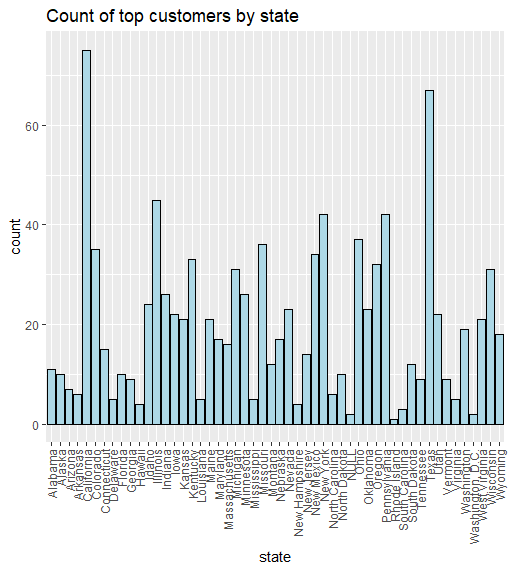 Count of top customers by state
count
60
40
20
0
Alabama
Alaska
Arizona
Arkansas
California
Colorado
Connecticut
Delaware
Florida
Georgia
Hawaii
Idaho
Illinois
Indiana
Iowa
Kansas
Kentucky
Louisiana
Maine
Maryland
Massachusetts
Michigan
Minnesota
Mississippi
Missouri
Montana
Nebraska
Nevada
New Hampshire
New Jersey
New Mexico
New York
North Carolina
North Dakota
NULL
Ohio
Oklahoma
Oregon
Pennsylvania
Rhode Island
South Carolina
South Dakota
Tennessee
Texas
Utah
Vermont
Virginia
Washington
Washington, D.C.
West Virginia
Wisconsin
Wyoming
state